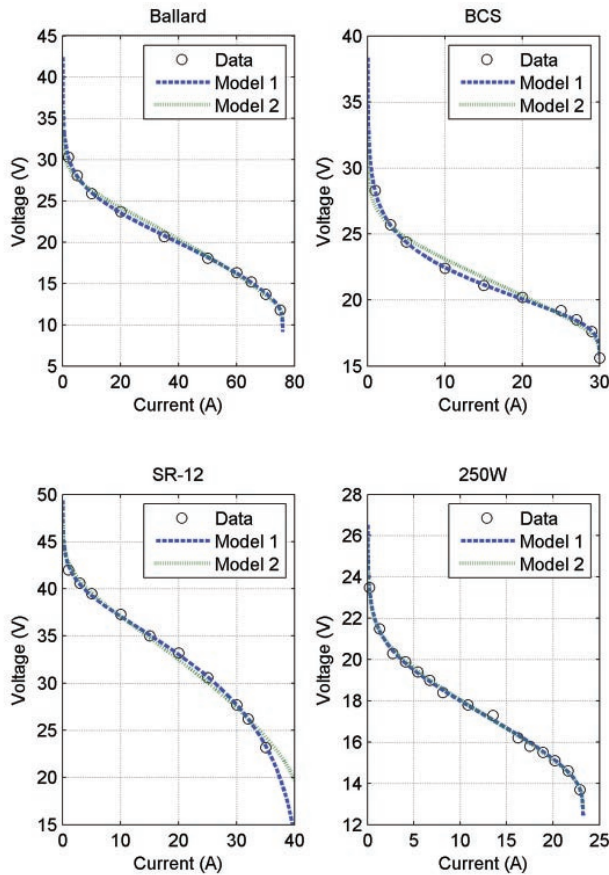 Ballard
45
40
35
30
25
20
15
10
5
0 20 40 60 80
Voltage (V)
Current (A)
Data
Model 1
Model 2
BCS
40
35
30
25
20
15
0 10 20 30
Voltage (V)
Current (A)
Data
Model 1
Model 2
SR-12
50
45
40
35
30
25
20
15
0 10 20 30 40
Voltage (V)
Current (A)
Data
Model 1
Model 2
250W
28
26
24
22
20
18
16
14
12
0 5 10 15 20 25
Voltage (V)
Current (A)
Data
Model 1
Model 2